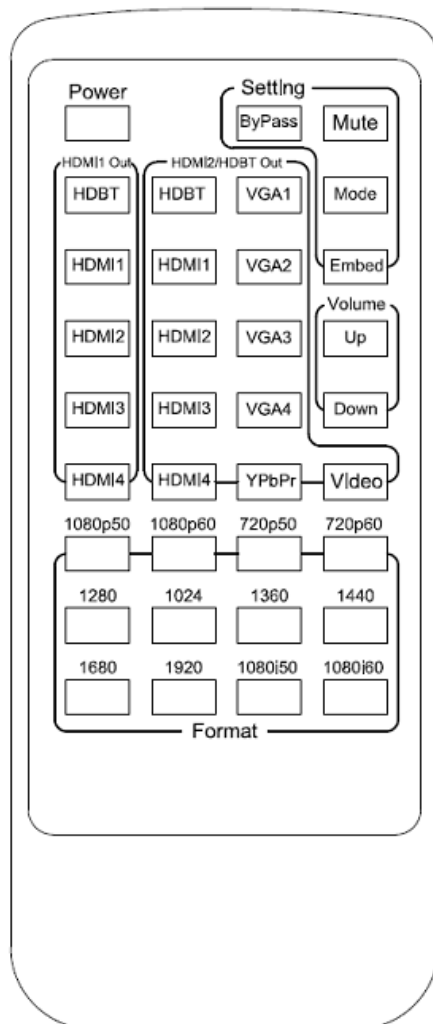 Power Setting
ByPass Mute
HDMI1 Out HDMI2/HDBT Out
HDBT HDBT VGA1 Mode
HDMI1 HDMI1 VGA2 Embed
Volume
HDMI2 HDMI2 VGA3 Up
HDMI3 HDMI3 VGA4 Down
HDMI4 HDMI4 YPbPr Video
1080p50 1080p60 720p50 720p60
1280 1024 1360 1440
1680 1920 1080i50 1080i60
Format